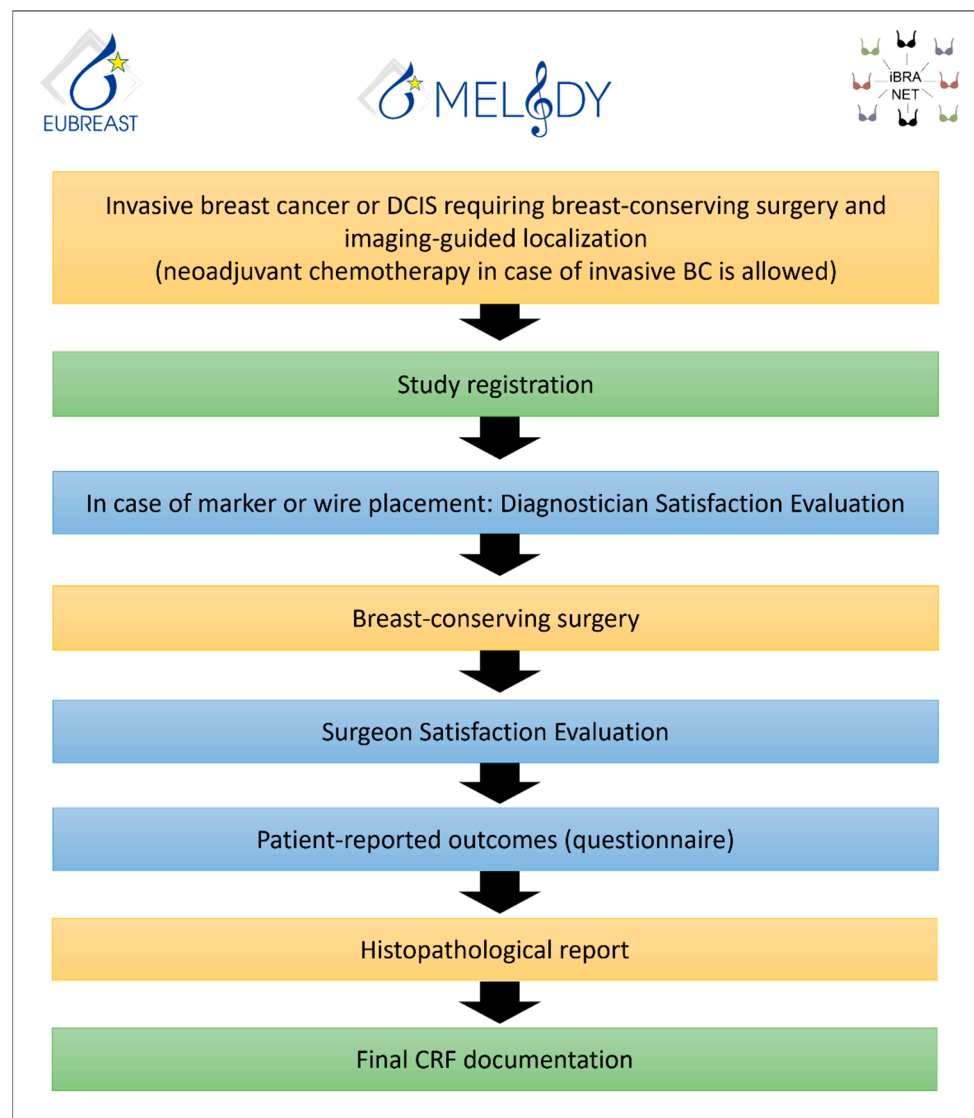 EUBREAST
MELODY
iBRA
NET
Invasive breast cancer or DCIS requiring breast-conserving surgery and
imaging-guided localization
(neoadjuvant chemotherapy in case of invasive BC is allowed)
Study registration
In case of marker or wire placement: Diagnostician Satisfaction Evaluation
Breast-conserving surgery
Surgeon Satisfaction Evaluation
Patient-reported outcomes (questionnaire)
Histopathological report
Final CRF documentation